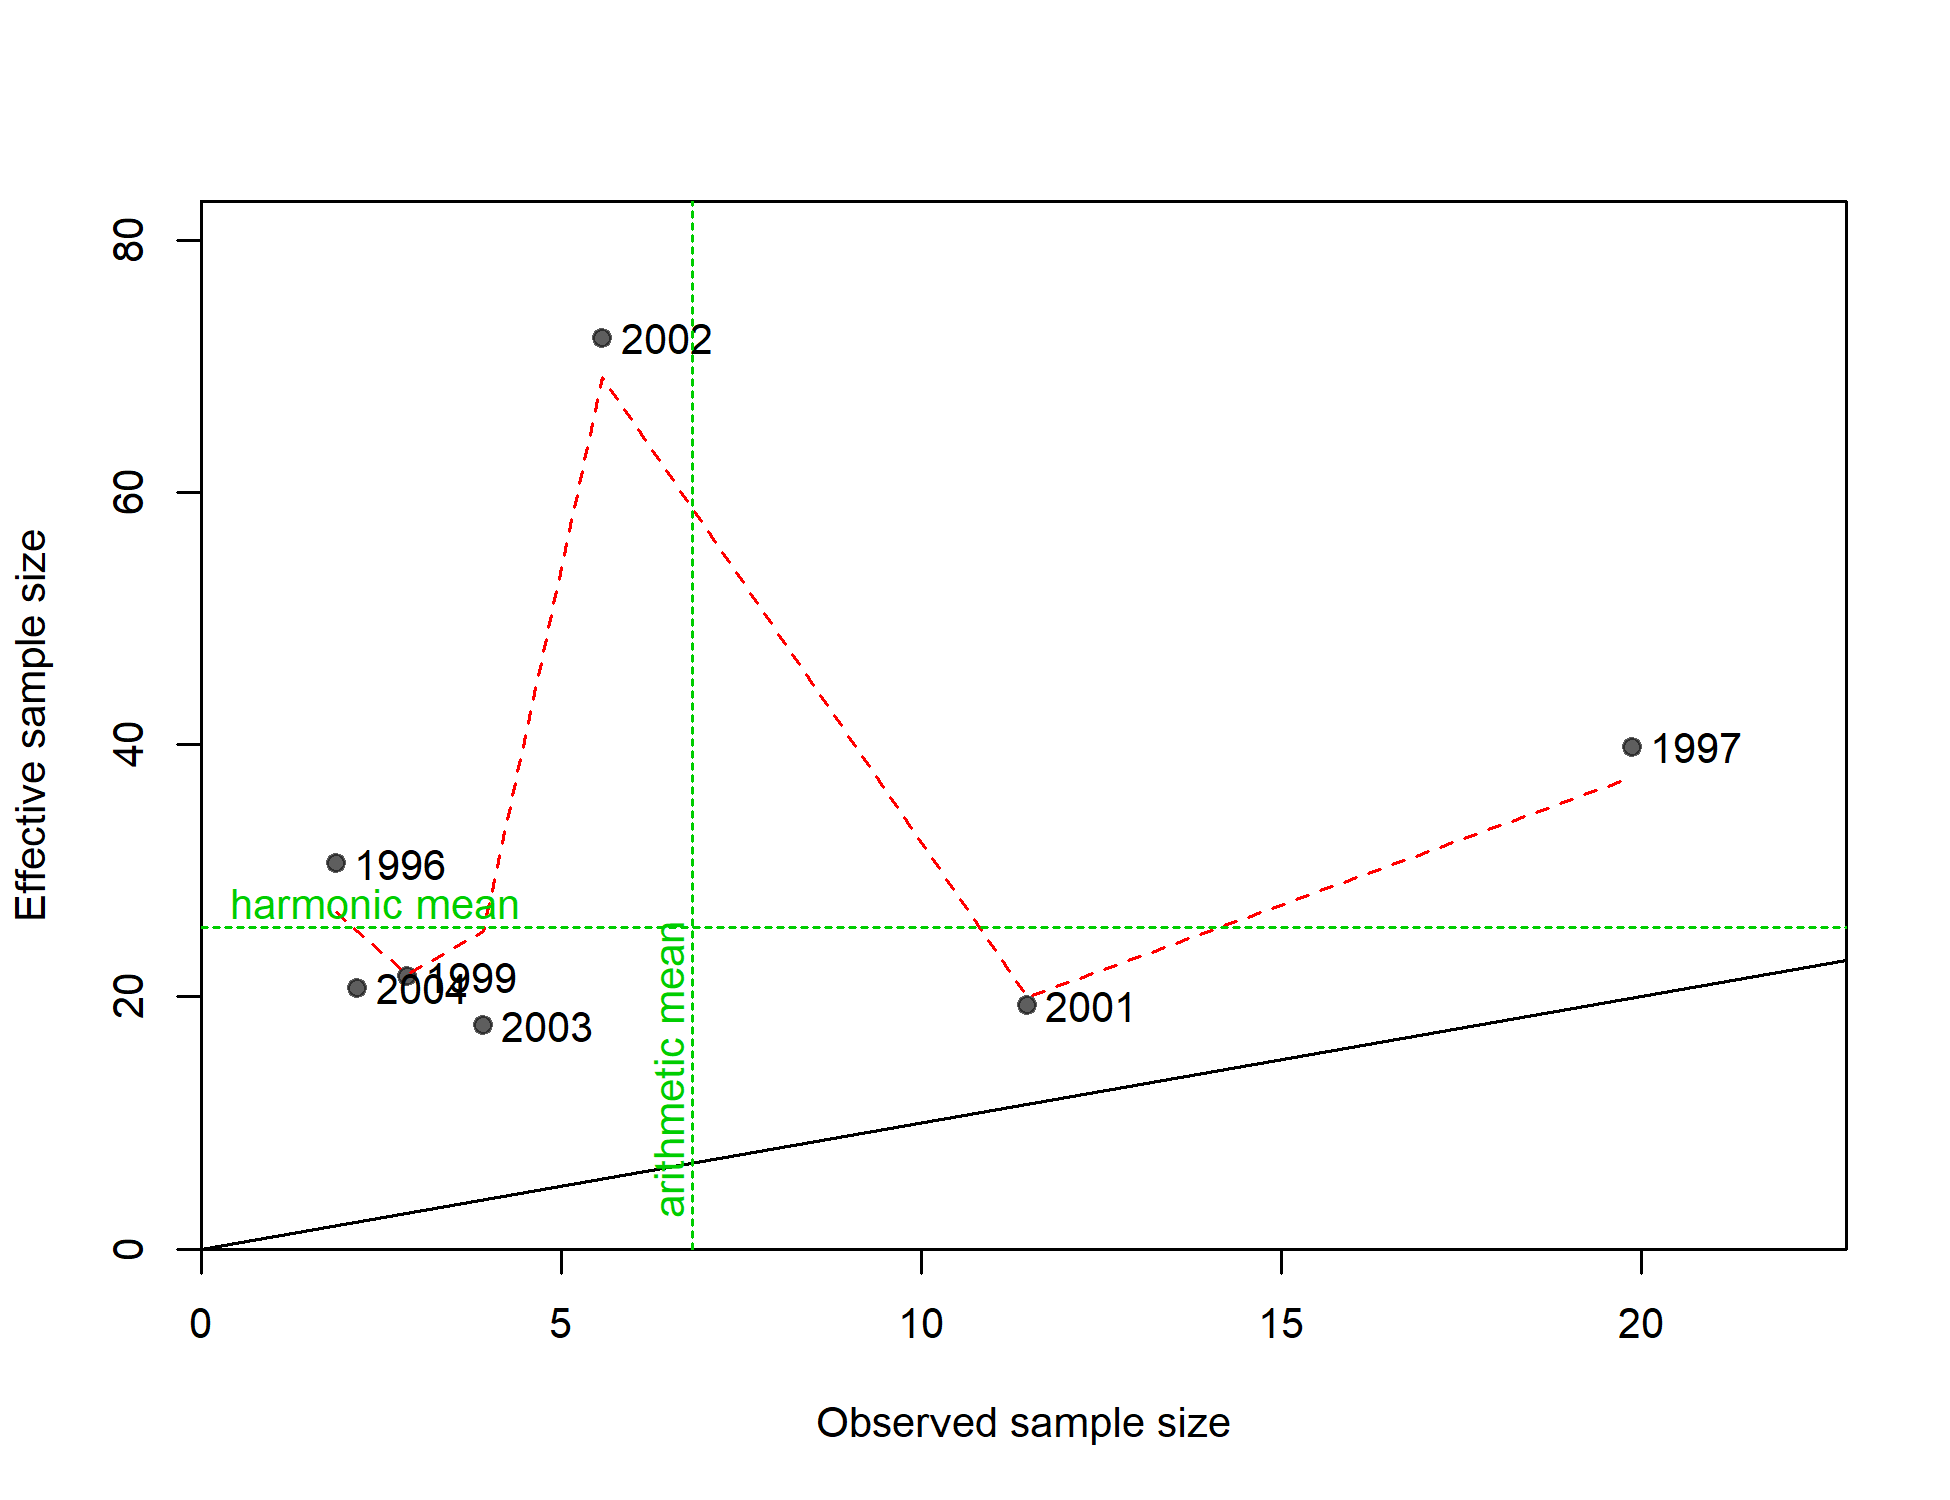 80
60
40
20
0
Effective sample size
2002
1997
1996
harmonic mean
1999
2004
2003
2001
arithmetic mean
0 5 10 15 20
Observed sample size